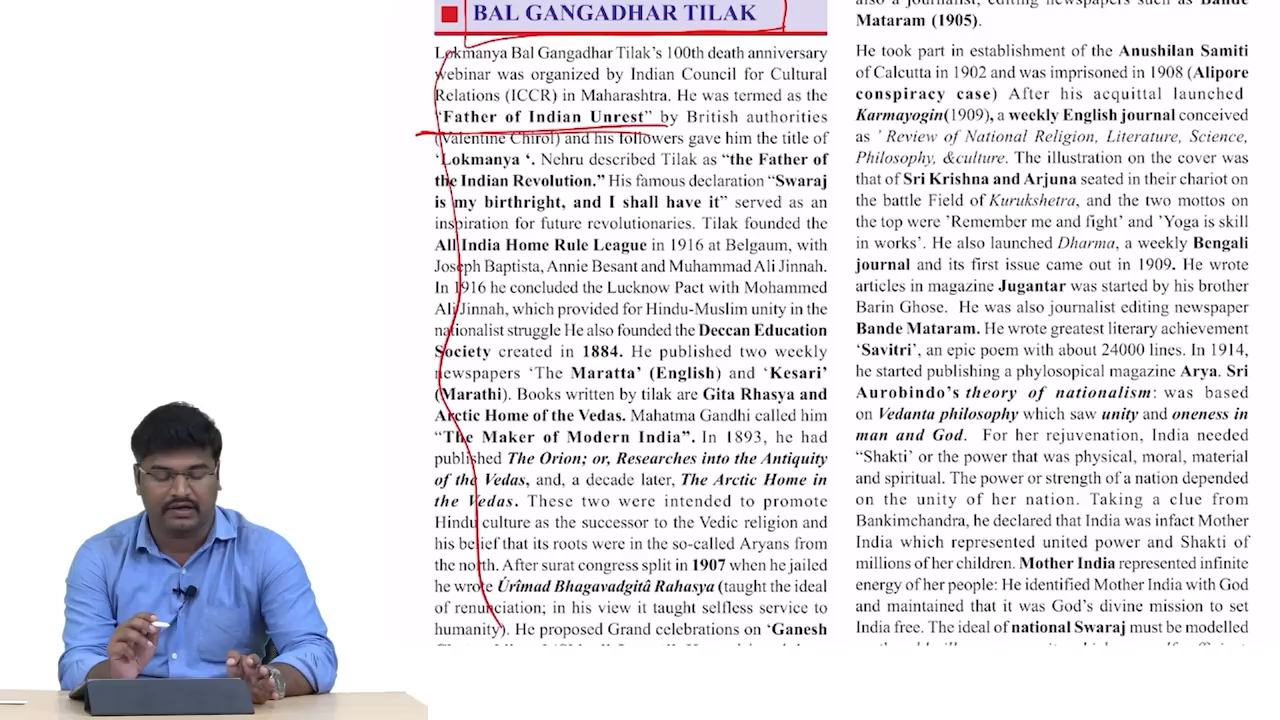 BAL GANGADHAR TILAK
Lokmanya Bal Gangadhar Tilak's 100th death anniversary
webinar was organized by Indian Council for Cultural
Relations (ICCR) in Maharashtra. He was termed as the
'Father of Indian Unrest" by British authorities
(Valentine Chirol) and his followers gave him the title of
'Lokmanya '. Nehru described Tilak as "the Father of
the Indian Revolution." His famous declaration "Swaraj
is my birthright, and I shall have it" served as an
inspiration for future revolutionaries. Tilak founded the
All India Home Rule League in 1916 at Belgaum, with
Joseph Baptista, Annie Besant and Muhammad Ali Jinnah.
In 1916 he concluded the Lucknow Pact with Mohammed
Ali Jinnah, which provided for Hindu-Muslim unity in the
nationalist struggle He also founded the Deccan Education
Society created in 1884. He published two weekly
newspapers 'The Maratta' (English) and 'Kesari'
(Marathi). Books written by tilak are Gita Rhasya and
Arctic Home of the Vedas. Mahatma Gandhi called him
"The Maker of Modern India". In 1893, he had
published The Orion; or, Researches into the Antiquity
of the Vedas, and, a decade later, The Arctic Home in
the Vedas. These two were intended to promote
Hindu culture as the successor to the Vedic religion and
his belief that its roots were in the so-called Aryans from
the north. After surat congress split in 1907 when he jailed
he wrote Úrîmad Bhagavadgitâ Rahasya (taught the ideal
of renunciation; in his view it taught selfless service to
humanity). He proposed Grand celebrations on 'Ganesh
also a journalist, editing newspapers such as Bande
Mataram (1905).
He took part in establishment of the Anushilan Samiti
of Calcutta in 1902 and was imprisoned in 1908 (Alipore
conspiracy case) After his acquittal launched
Karmayogin(1909), a weekly English journal conceived
as ' Review of National Religion, Literature, Science,
Philosophy, &culture. The illustration on the cover was
that of Sri Krishna and Arjuna seated in their chariot on
the battle Field of Kurukshetra, and the two mottos on
the top were 'Remember me and fight' and 'Yoga is skill
in works'. He also launched Dharma, a weekly Bengali
journal and its first issue came out in 1909. He wrote
articles in magazine Jugantar was started by his brother
Barin Ghose. He was also journalist editing newspaper
Bande Mataram. He wrote greatest literary achievement
'Savitri', an epic poem with about 24000 lines. In 1914,
he started publishing a phylosopical magazine Arya. Sri
Aurobindo's theory of nationalism: was based
on Vedanta philosophy which saw unity and oneness in
man and God. For her rejuvenation, India needed
"Shakti' or the power that was physical, moral, material
and spiritual. The power or strength of a nation depended
on the unity of her nation. Taking a clue from
Bankimchandra, he declared that India was infact Mother
India which represented united power and Shakti of
millions of her children. Mother India represented infinite
energy of her people: He identified Mother India with God
and maintained that it was God's divine mission to set
India free. The ideal of national Swaraj must be modelled